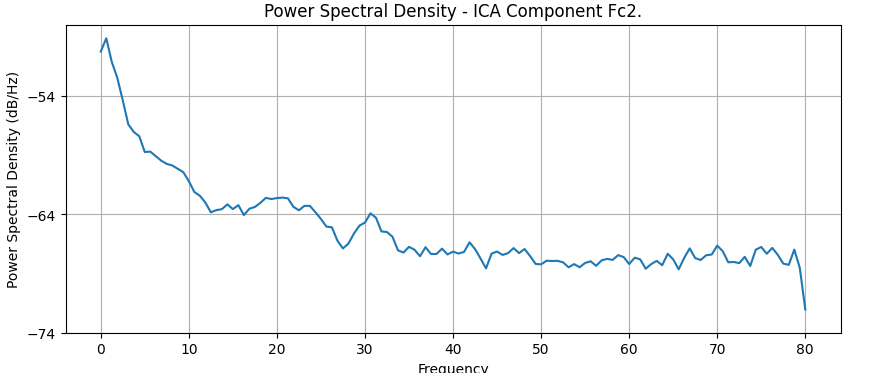 Power Spectral Density - ICA Component Fc2.
Power Spectral Density (dB/Hz)
−54
−64
−74
0 10 20 30 40 50 60 70 80
Frequency